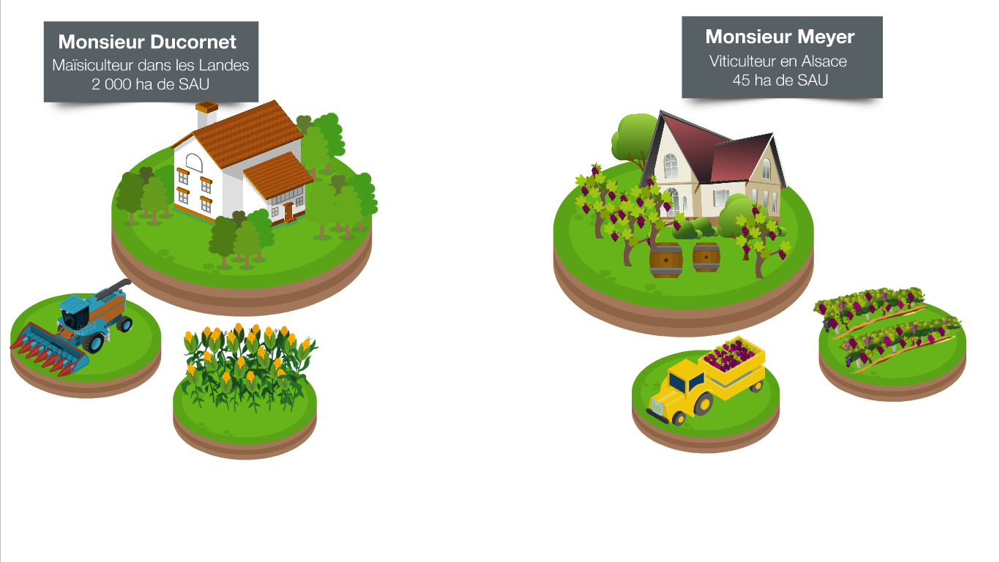 Monsieur Ducornet
Maïsiculteur dans les Landes
2 000 ha de SAU
Monsieur Meyer
Viticulteur en Alsace
45 ha de SAU